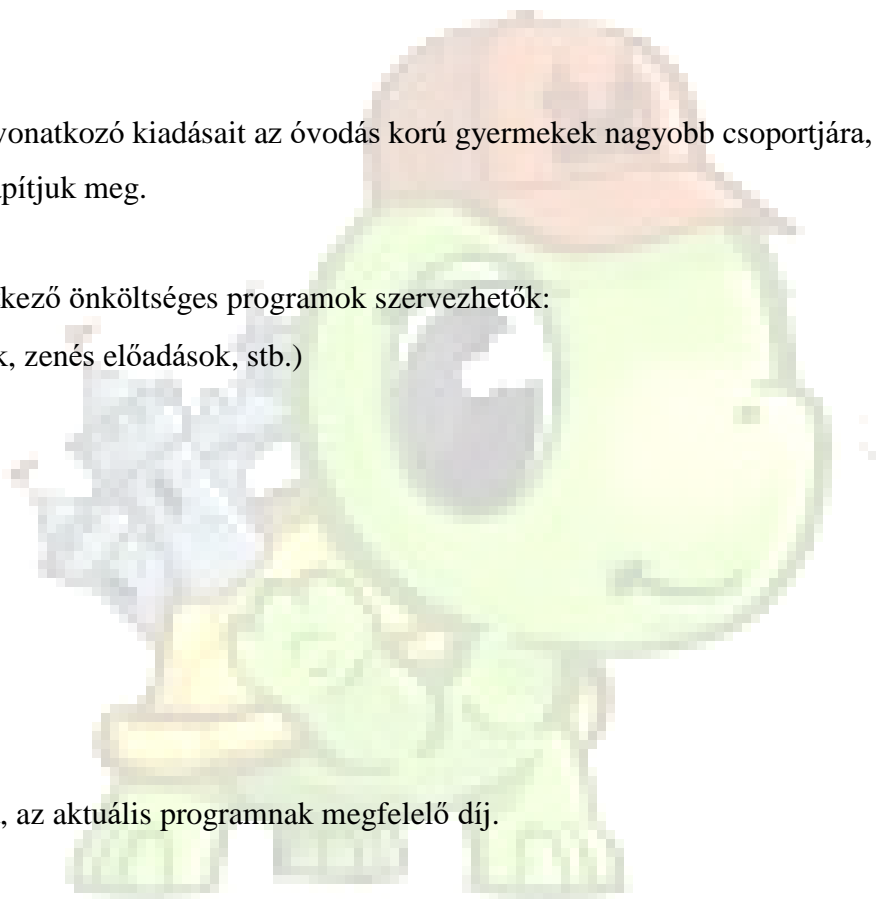 vonatkozó kiadásait az óvodás korú gyermekek nagyobb csoportjára,
apítjuk meg.
kező önköltséges programok szervezhetők:
k, zenés előadások, stb.)
, az aktuális programnak megfelelő díj.